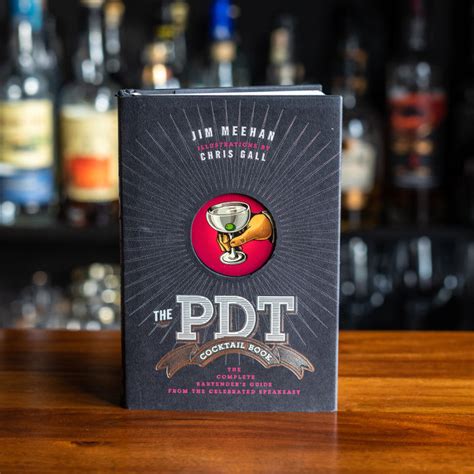 JIM MEEHAN
ILLUSTRATIONS BY
CHRIS GALL
THE PDT
COCKTAIL BOOK
THE
COMPLETE
BARTENDER'S GUIDE
FROM THE CELEBRATED SPEAKEASY